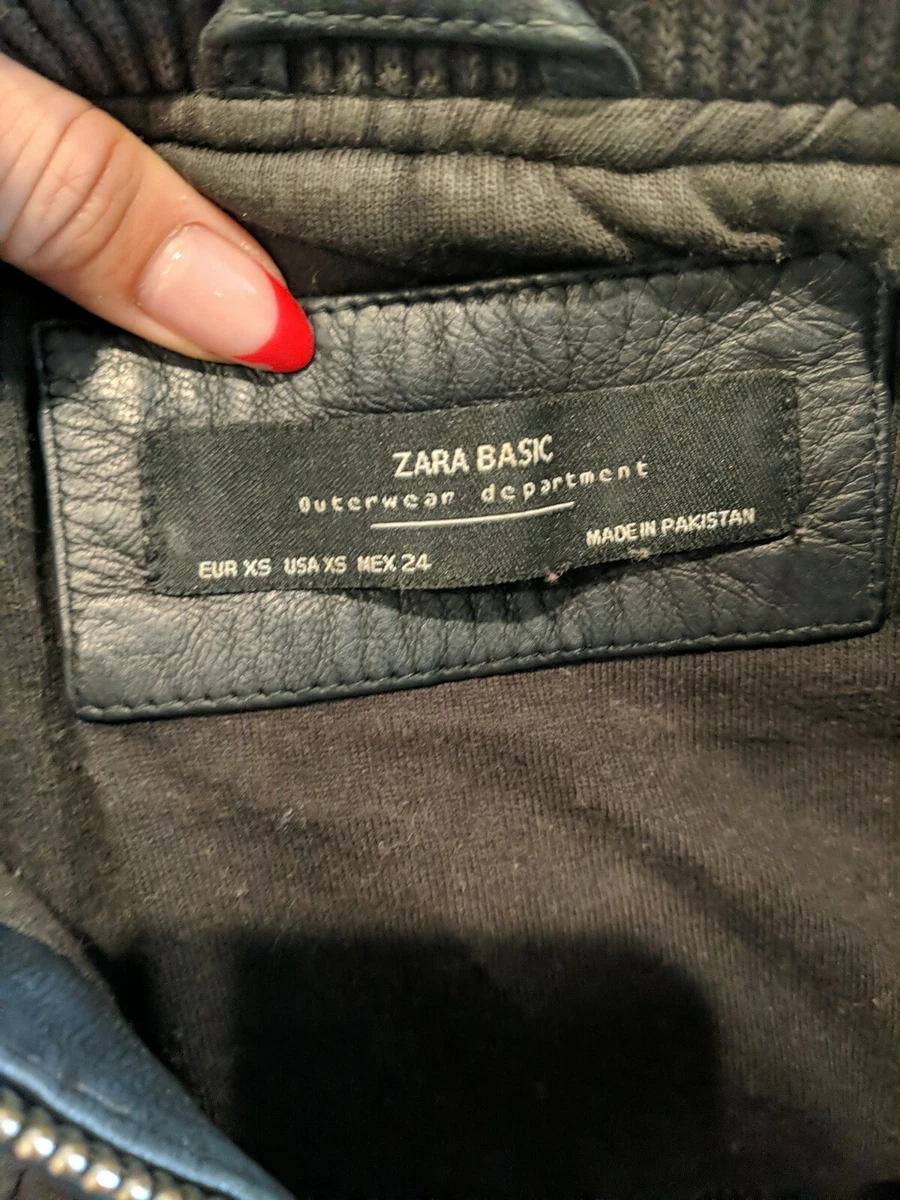 ZARA BASIC
Outerwear department
MADE IN PAKISTAN
EUR XS USA XS MEX 24